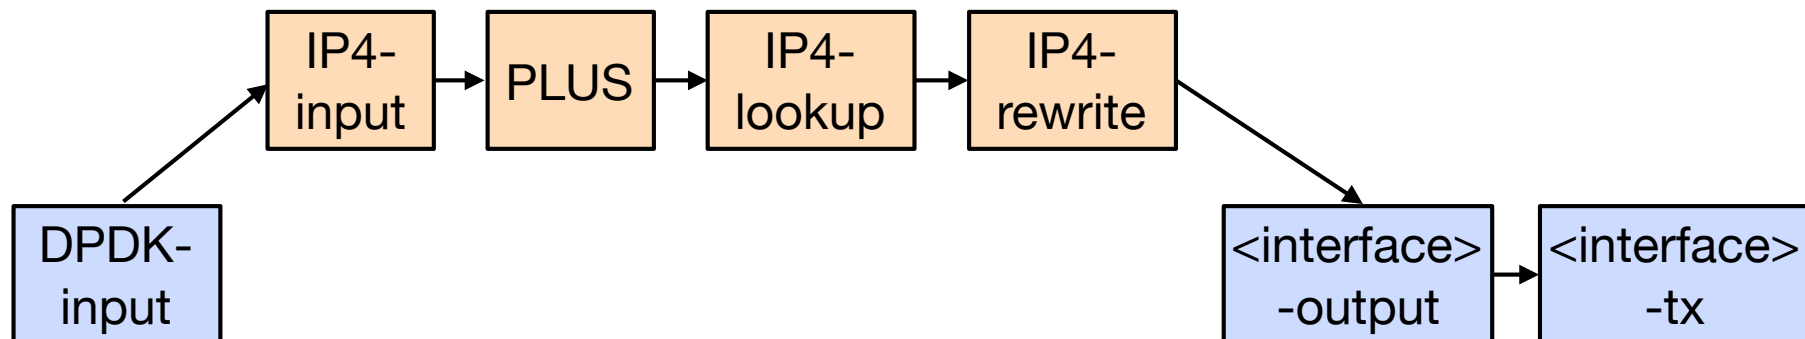 IP4-
input
PLUS
IP4-
lookup
IP4-
rewrite
DPDK-
input
<interface>
-output
<interface>
-tx